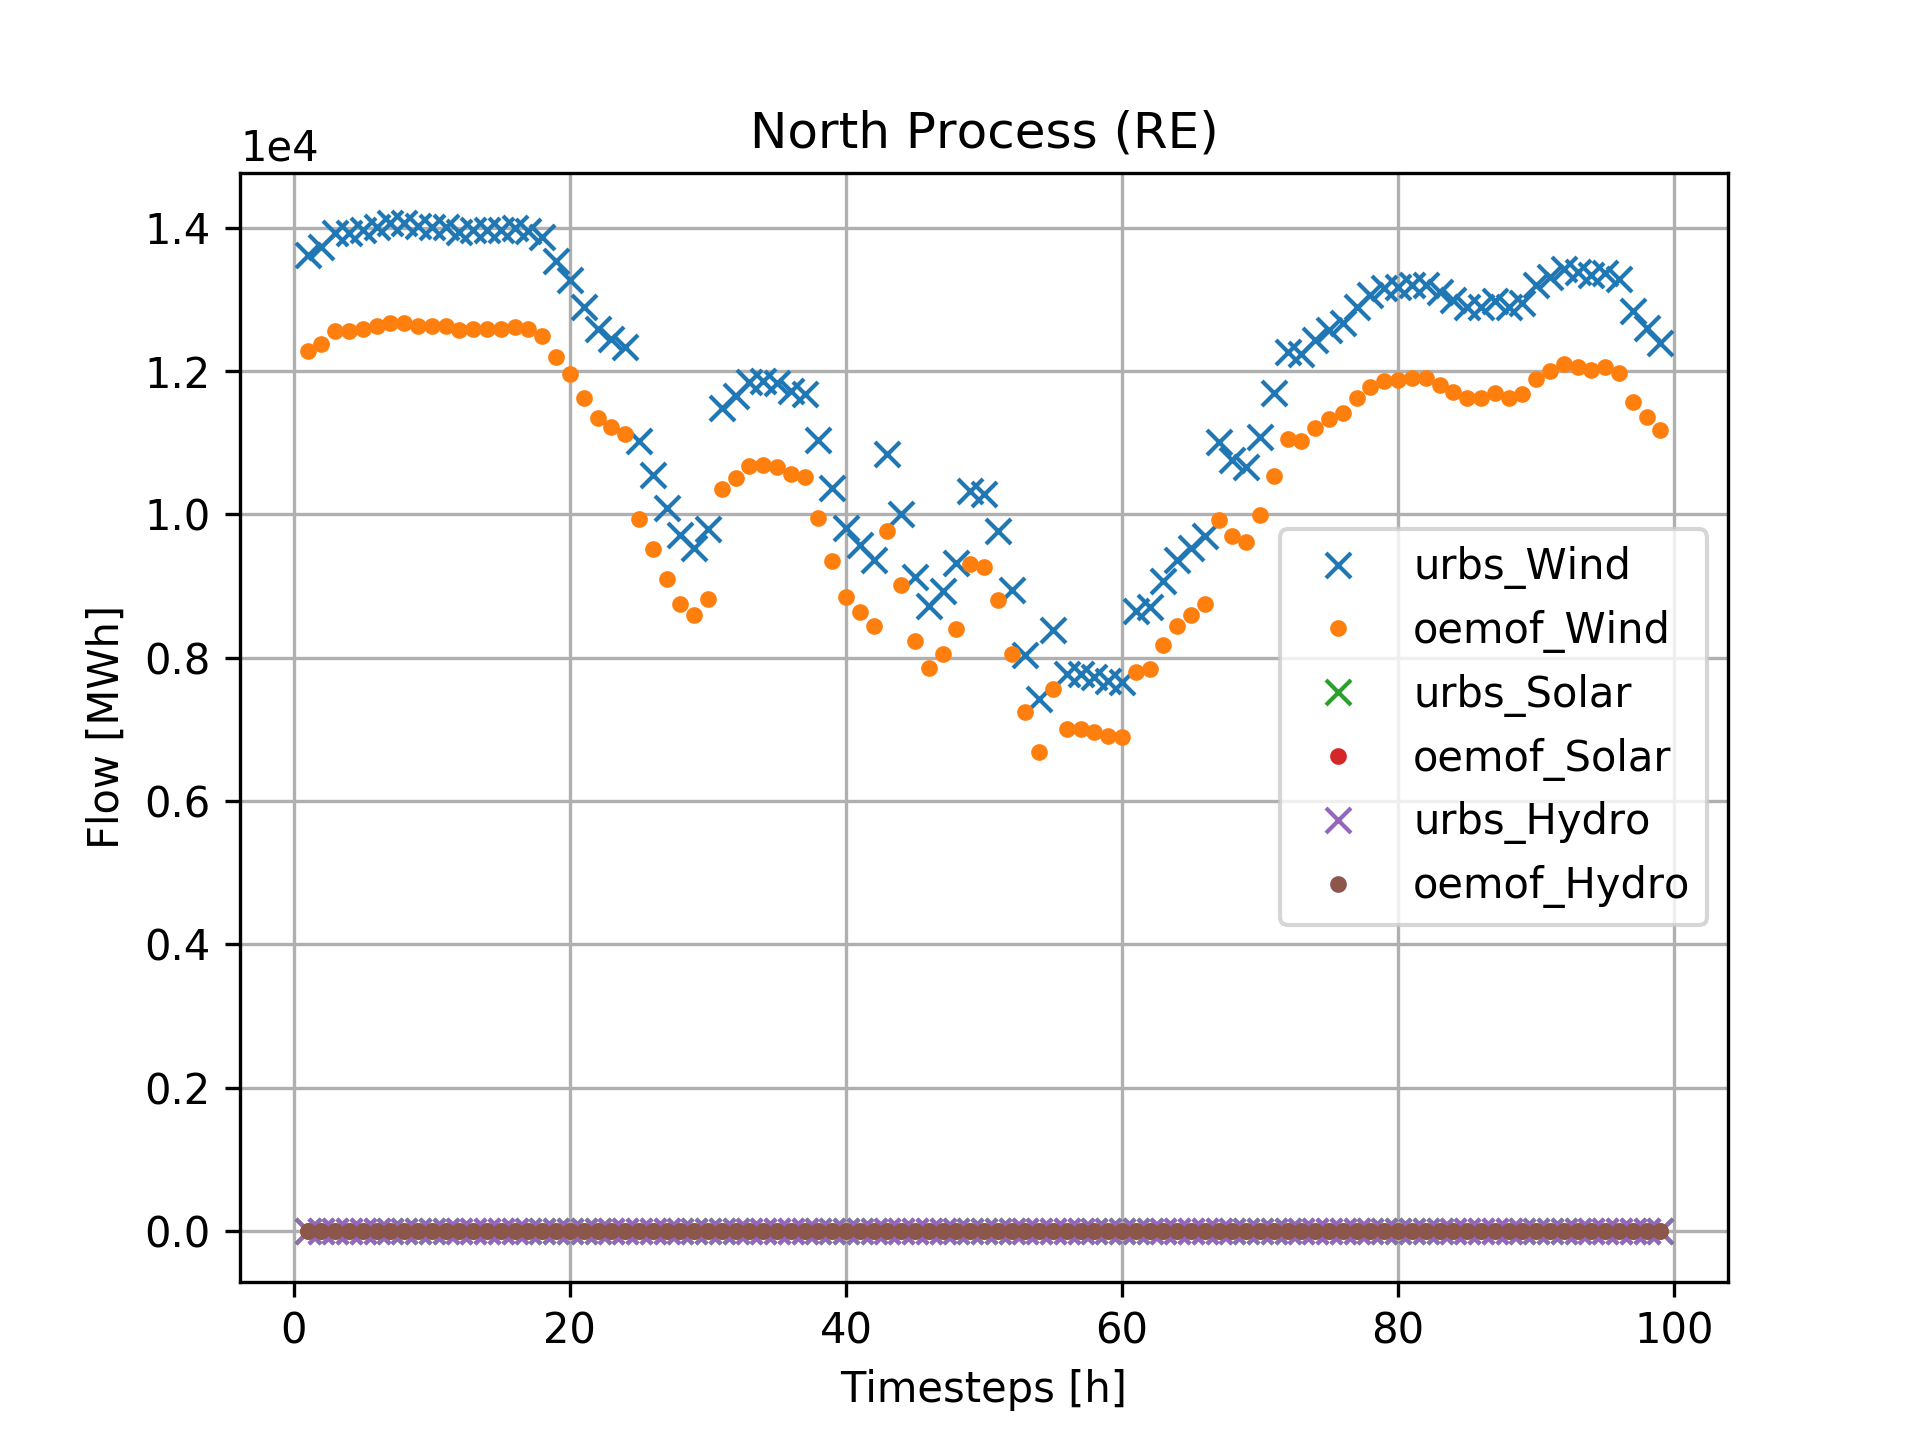 North Process (RE)
1e4
1.4
1.2
1.0
0.8
0.6
0.4
0.2
0.0
Flow [MWh]
urbs_Wind
oemof_Wind
urbs_Solar
oemof_Solar
urbs_Hydro
oemof_Hydro
0 20 40 60 80 100
Timesteps [h]